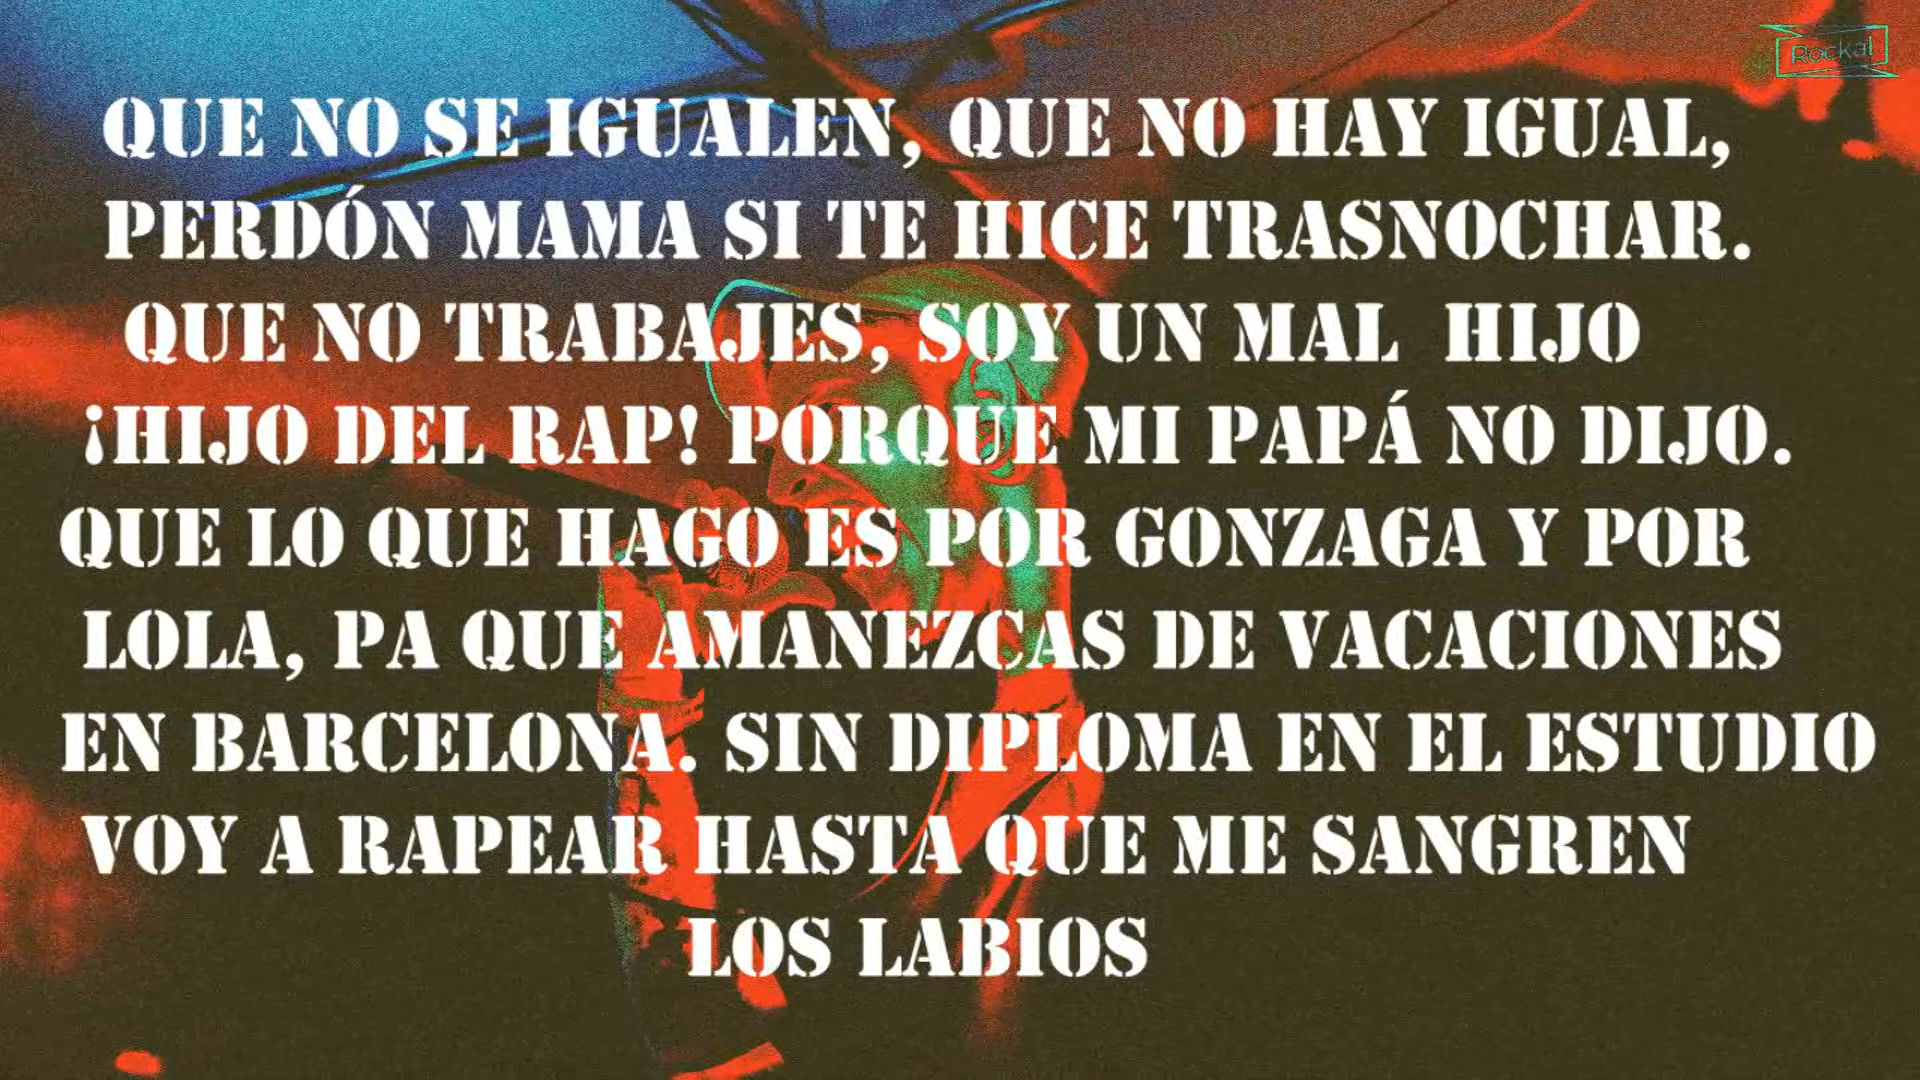 Rockal
QUE NO SE IGUALEN, QUE NO HAY IGUAL,
PERDÓN MAMA SI TE HICE TRASNOCHAR.
QUE NO TRABAJES, SOY UN MAL HIJO
¡HIJO DEL RAP! PORQUE MI PAPÁ NO DIJO.
QUE LO QUE HAGO ES POR GONZAGA Y POR
LOLA, PA QUE AMANEZCAS DE VACACIONES
EN BARCELONA. SIN DIPLOMA EN EL ESTUDIO
VOY A RAPEAR HASTA QUE ME SANGREN
LOS LABIOS